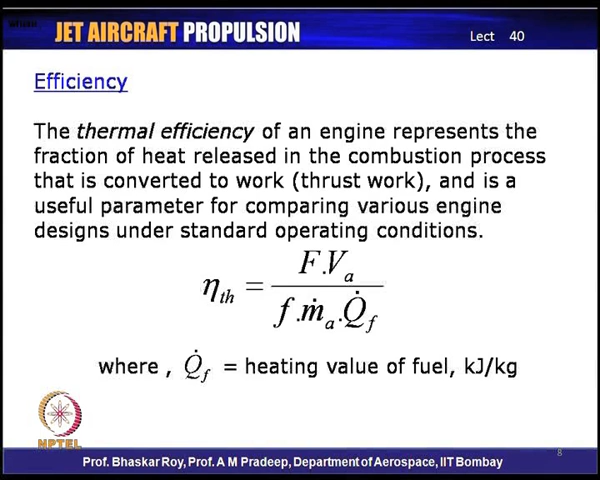 JET AIRCRAFT PROPULSION
Lect 40
Efficiency
The thermal efficiency of an engine represents the
fraction of heat released in the combustion process
that is converted to work (thrust work), and is a
useful parameter for comparing various engine
designs under standard operating conditions.
η_th = F.V_a / f.ṁ_a.Q̇_f
where , Q̇_f = heating value of fuel, kJ/kg
NPTEL
8
Prof. Bhaskar Roy, Prof. A M Pradeep, Department of Aerospace, IIT Bombay